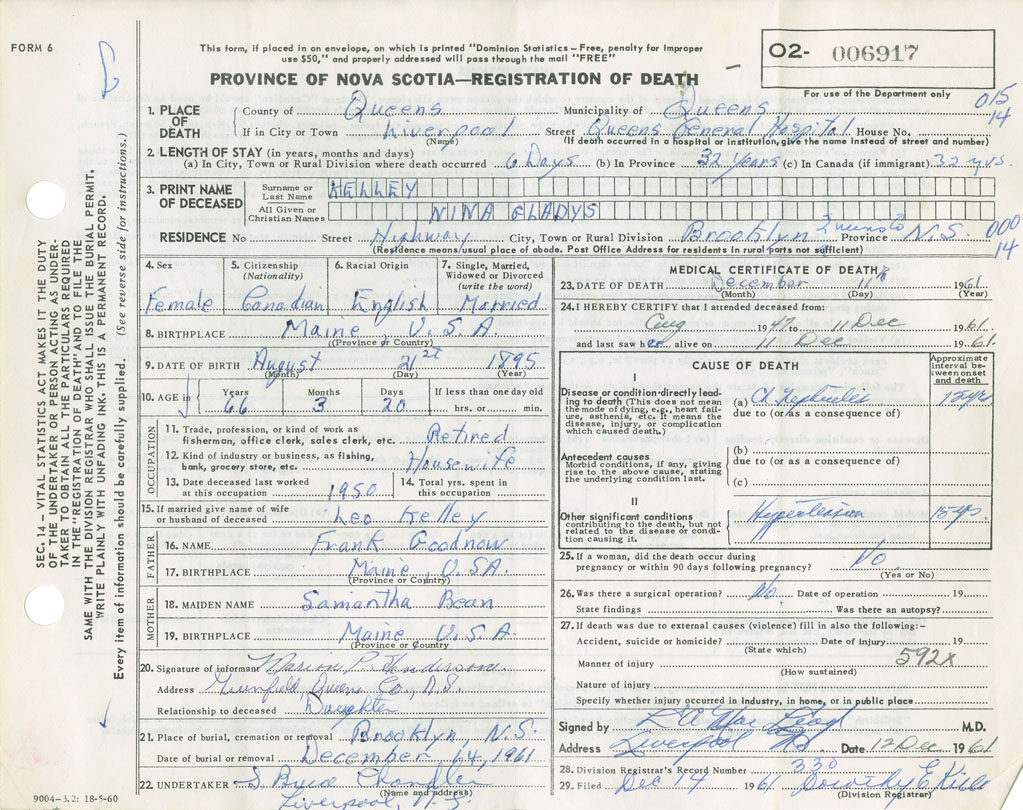 FORM 6
This form, if placed in an envelope, on which is printed "Dominion Statistics – Free, penalty for improper
use $50," and properly addressed will pass through the mail "FREE"
O2- 006917
PROVINCE OF NOVA SCOTIA—REGISTRATION OF DEATH
For use of the Department only
015
14
1. PLACE OF DEATH County of Queens Municipality of Queens
If in City or Town Liverpool Street Queens General Hospital House No.
(Name) (If death occurred in a hospital or institution, give the name instead of street and number)
2. LENGTH OF STAY (in years, months and days)
(a) In City, Town or Rural Division where death occurred 6 Days (b) In Province 32 Years (c) In Canada (if immigrant) 32 yrs.
3. PRINT NAME OF DECEASED Surname or Last Name KELLEY
All Given or Christian Names NINA GLADYS
RESIDENCE No Street Highway City, Town or Rural Division Brooklyn Province N.S.
000
14
(Residence means usual place of abode. Post Office Address for residents in rural parts not sufficient)
4. Sex 5. Citizenship (Nationality) 6. Racial Origin 7. Single, Married, Widowed or Divorced (write the word)
Female Canadian English Married
8. BIRTHPLACE Maine U.S.A
(Province or Country)
9. DATE OF BIRTH August 21st 1895
(Month) (Day) (Year)
10. AGE in Years Months Days If less than one day old
66 3 20 hrs. or min.
OCCUPATION
11. Trade, profession, or kind of work as
fisherman, office clerk, sales clerk, etc. Retired
12. Kind of industry or business, as fishing,
bank, grocery store, etc. Housewife
13. Date deceased last worked at this occupation 1950 14. Total yrs. spent in this occupation
15. If married give name of wife
or husband of deceased Leo Kelley
FATHER
16. NAME Frank Goodnow
17. BIRTHPLACE Maine, U.S.A.
(Province or Country)
MOTHER
18. MAIDEN NAME Samantha Bean
19. BIRTHPLACE Maine, U.S.A.
(Province or Country)
20. Signature of informant Marion P. Henderson
Address Greenfield, Queens Co., N.S.
Relationship to deceased Daughter
21. Place of burial, cremation or removal Brooklyn, N.S.
Date of burial or removal December 14, 1961
22. UNDERTAKER S. Bruce Chandler
(Name and address)
Liverpool, N.S.
9004-3.2: 18-5-60
MEDICAL CERTIFICATE OF DEATH
23. DATE OF DEATH December 11 1961
(Month) (Day) (Year)
24. I HEREBY CERTIFY that I attended deceased from:
Aug 1947 to 11 Dec 1961
and last saw her alive on 11 Dec 1961
CAUSE OF DEATH
Approximate interval between onset and death
I
Disease or condition directly leading to death (This does not mean the mode of dying, e.g., heart failure, asthenia, etc. It means the disease, injury, or complication which caused death.)
(a) Ch Nephritis 15 yrs
due to (or as a consequence of)
Antecedent causes
Morbid conditions, if any, giving rise to the above cause, stating the underlying condition last.
(b)
due to (or as a consequence of)
(c)
II
Other significant conditions
contributing to the death, but not related to the disease or condition causing it.
Hypertension 15 yrs
25. If a woman, did the death occur during
pregnancy or within 90 days following pregnancy? No.
(Yes or No)
26. Was there a surgical operation? No. Date of operation 19
State findings Was there an autopsy?
27. If death was due to external causes (violence) fill in also the following:-
Accident, suicide or homicide? Date of injury 19
(State which)
592x
Manner of injury
(How sustained)
Nature of injury
Specify whether injury occurred in industry, in home, or in public place
Signed by M.D.
Address Liverpool NS Date 12 Dec 1961
28. Division Registrar's Record Number 330
29. Filed Dec 14 1961 Dorothy E
(Division Registrar)
SEC. 14 – VITAL STATISTICS ACT MAKES IT THE DUTY
OF THE UNDERTAKER OR PERSON ACTING AS UNDER-
TAKER TO OBTAIN ALL THE PARTICULARS REQUIRED
IN THE "REGISTRATION OF DEATH" AND TO FILE THE
SAME WITH THE DIVISION REGISTRAR WHO SHALL ISSUE THE BURIAL PERMIT.
WRITE PLAINLY WITH UNFADING INK. THIS IS A PERMANENT RECORD.
Every item of information should be carefully supplied. (See reverse side for instructions.)